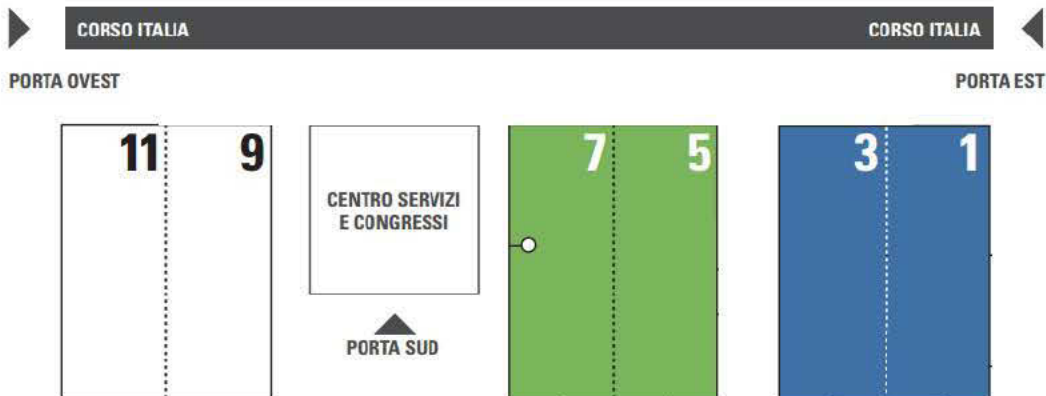 CORSO ITALIA CORSO ITALIA
PORTA OVEST PORTA EST
11 9 7 5 3 1
CENTRO SERVIZI
E CONGRESSI
PORTA SUD